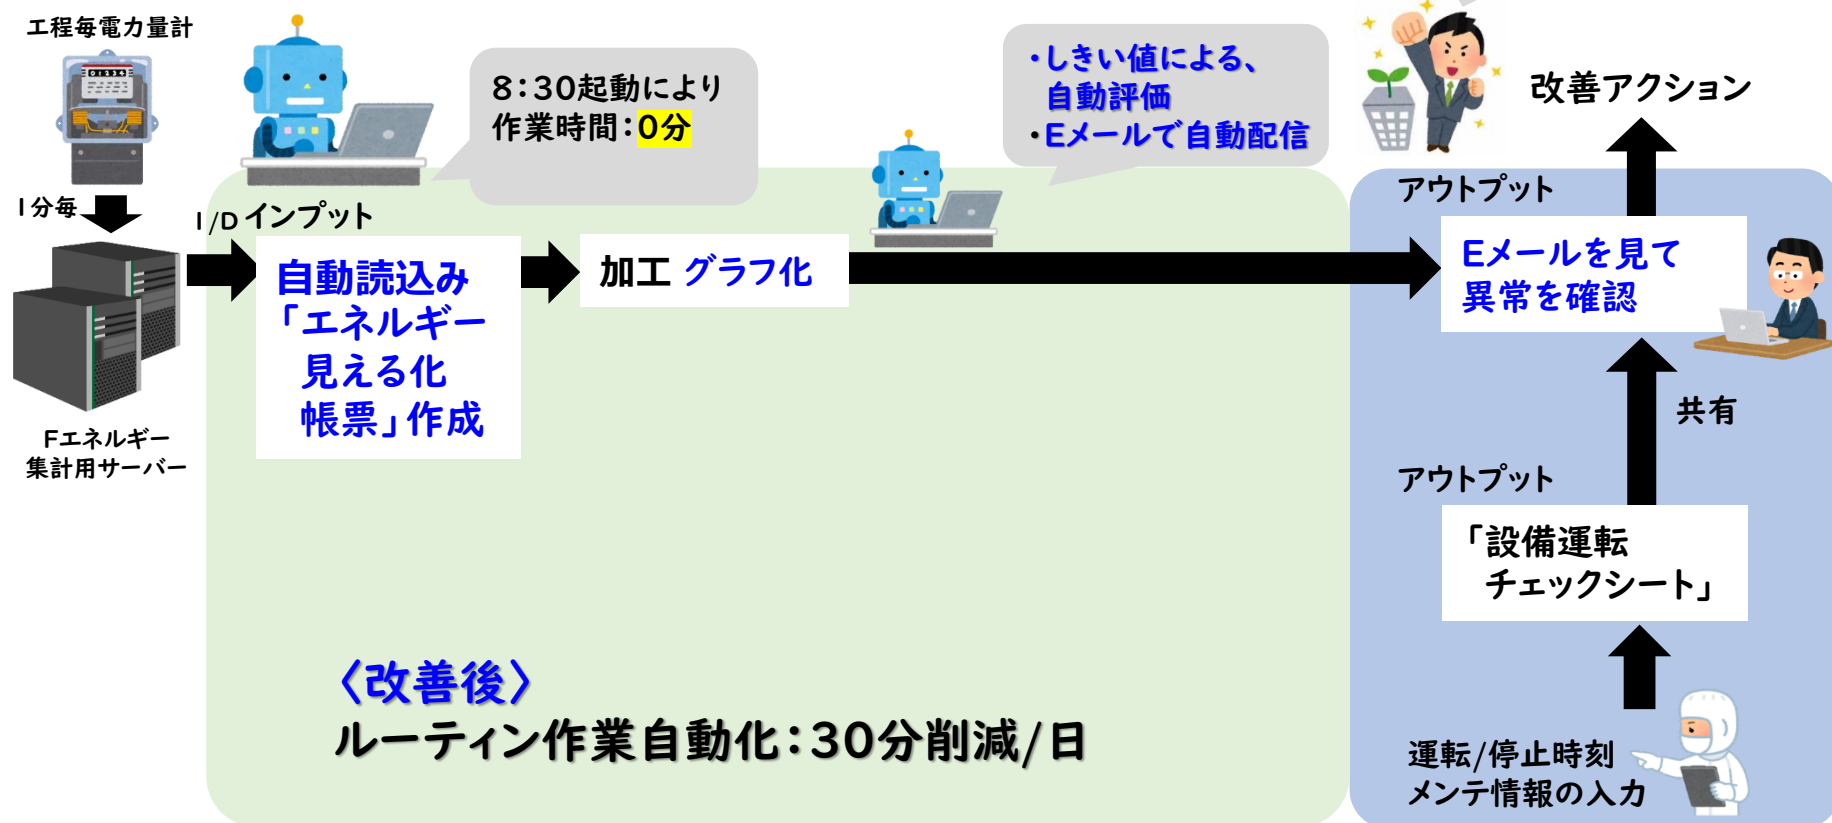 工程毎電力量計
01234
1分毎
Fエネルギー
集計用サーバー
8:30起動により
作業時間:0分
1/D インプット
自動読込み
「エネルギー
見える化
帳票」作成
加工 グラフ化
・しきい値による、
自動評価
・Eメールで自動配信
改善アクション
アウトプット
Eメールを見て
異常を確認
共有
アウトプット
「設備運転
チェックシート」
運転/停止時刻
メンテ情報の入力
〈改善後〉
ルーティン作業自動化:30分削減/日